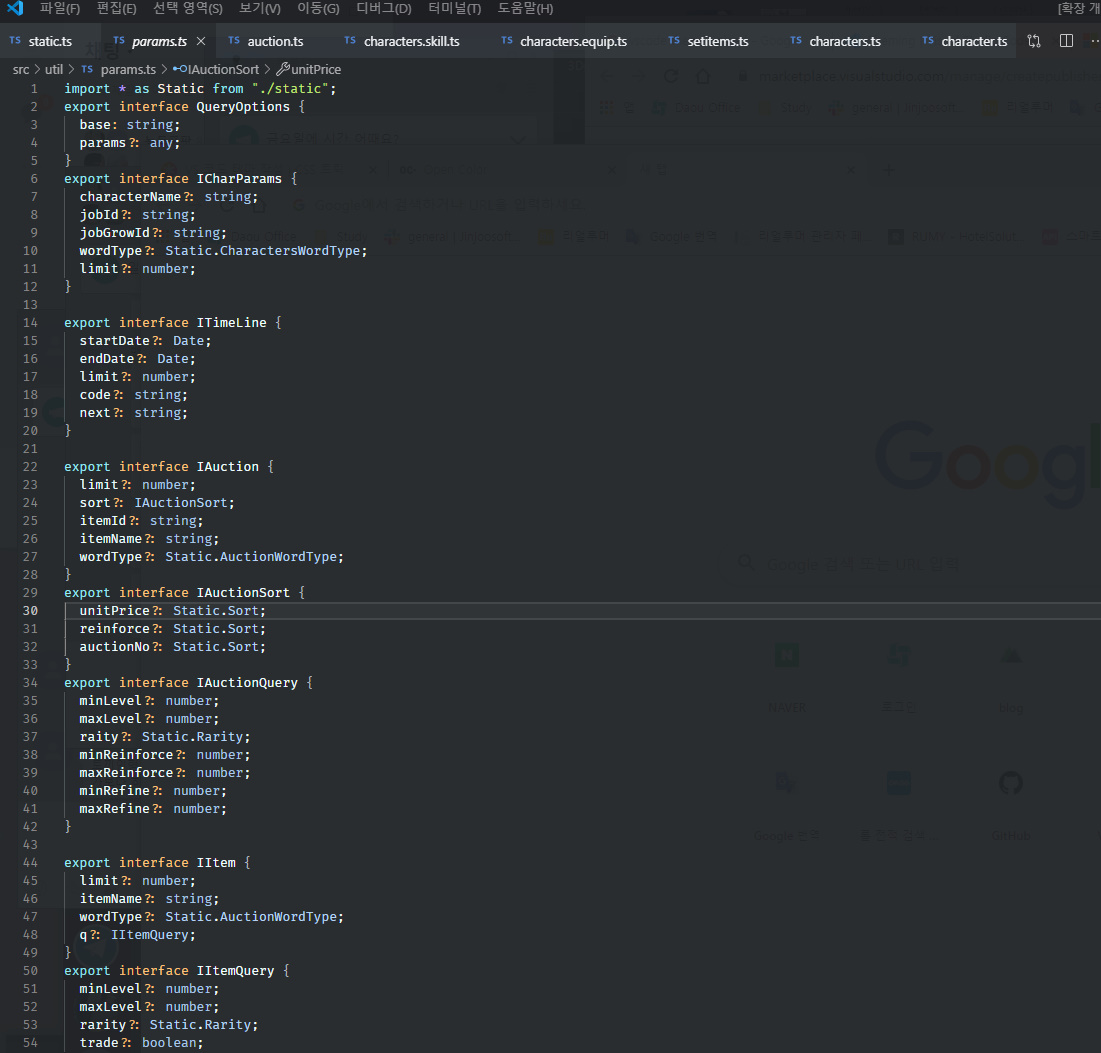 파일(F) 편집(E) 선택 영역(S) 보기(V) 이동(G) 디버그(D) 터미널(T) 도움말(H) [확장 개
TS static.ts TS params.ts × TS auction.ts TS characters.skill.ts TS characters.equip.ts TS setitems.ts TS characters.ts TS character.ts
src > util > TS params.ts > IAuctionSort > unitPrice
1 import * as Static from "./static";
2 export interface QueryOptions {
3 base: string;
4 params?: any;
5 }
6 export interface ICharParams {
7 characterName?: string;
8 jobId?: string;
9 jobGrowId?: string;
10 wordType?: Static.CharactersWordType;
11 limit?: number;
12 }
13
14 export interface ITimeLine {
15 startDate?: Date;
16 endDate?: Date;
17 limit?: number;
18 code?: string;
19 next?: string;
20 }
21
22 export interface IAuction {
23 limit?: number;
24 sort?: IAuctionSort;
25 itemId?: string;
26 itemName?: string;
27 wordType?: Static.AuctionWordType;
28 }
29 export interface IAuctionSort {
30 unitPrice?: Static.Sort;
31 reinforce?: Static.Sort;
32 auctionNo?: Static.Sort;
33 }
34 export interface IAuctionQuery {
35 minLevel?: number;
36 maxLevel?: number;
37 raity?: Static.Rarity;
38 minReinforce?: number;
39 maxReinforce?: number;
40 minRefine?: number;
41 maxRefine?: number;
42 }
43
44 export interface IItem {
45 limit?: number;
46 itemName?: string;
47 wordType?: Static.AuctionWordType;
48 q?: IItemQuery;
49 }
50 export interface IItemQuery {
51 minLevel?: number;
52 maxLevel?: number;
53 rarity?: Static.Rarity;
54 trade?: boolean;
Google
NAVER
blog
GitHub